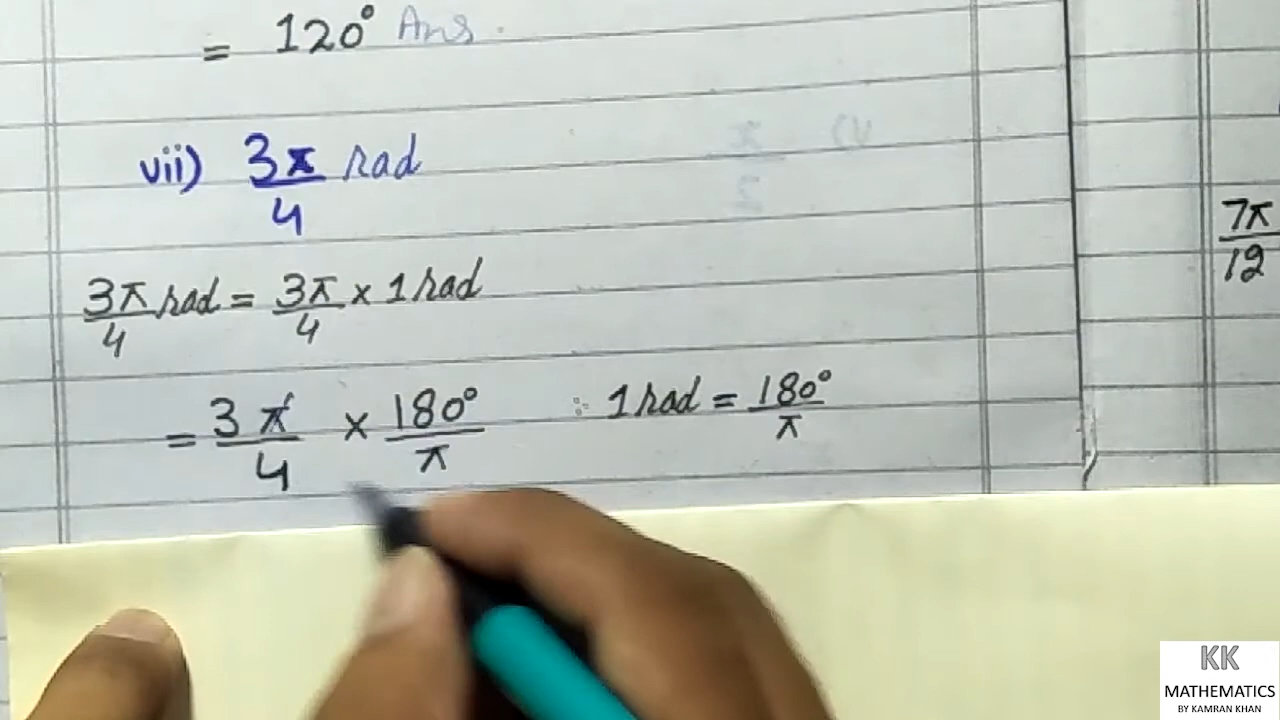 = 120° Ans.
vii) 3π/4 rad
7π/12
3π/4 rad = 3π/4 × 1 rad
= 3π/4 × 180°/π ∵ 1 rad = 180°/π
KK
MATHEMATICS
BY KAMRAN KHAN